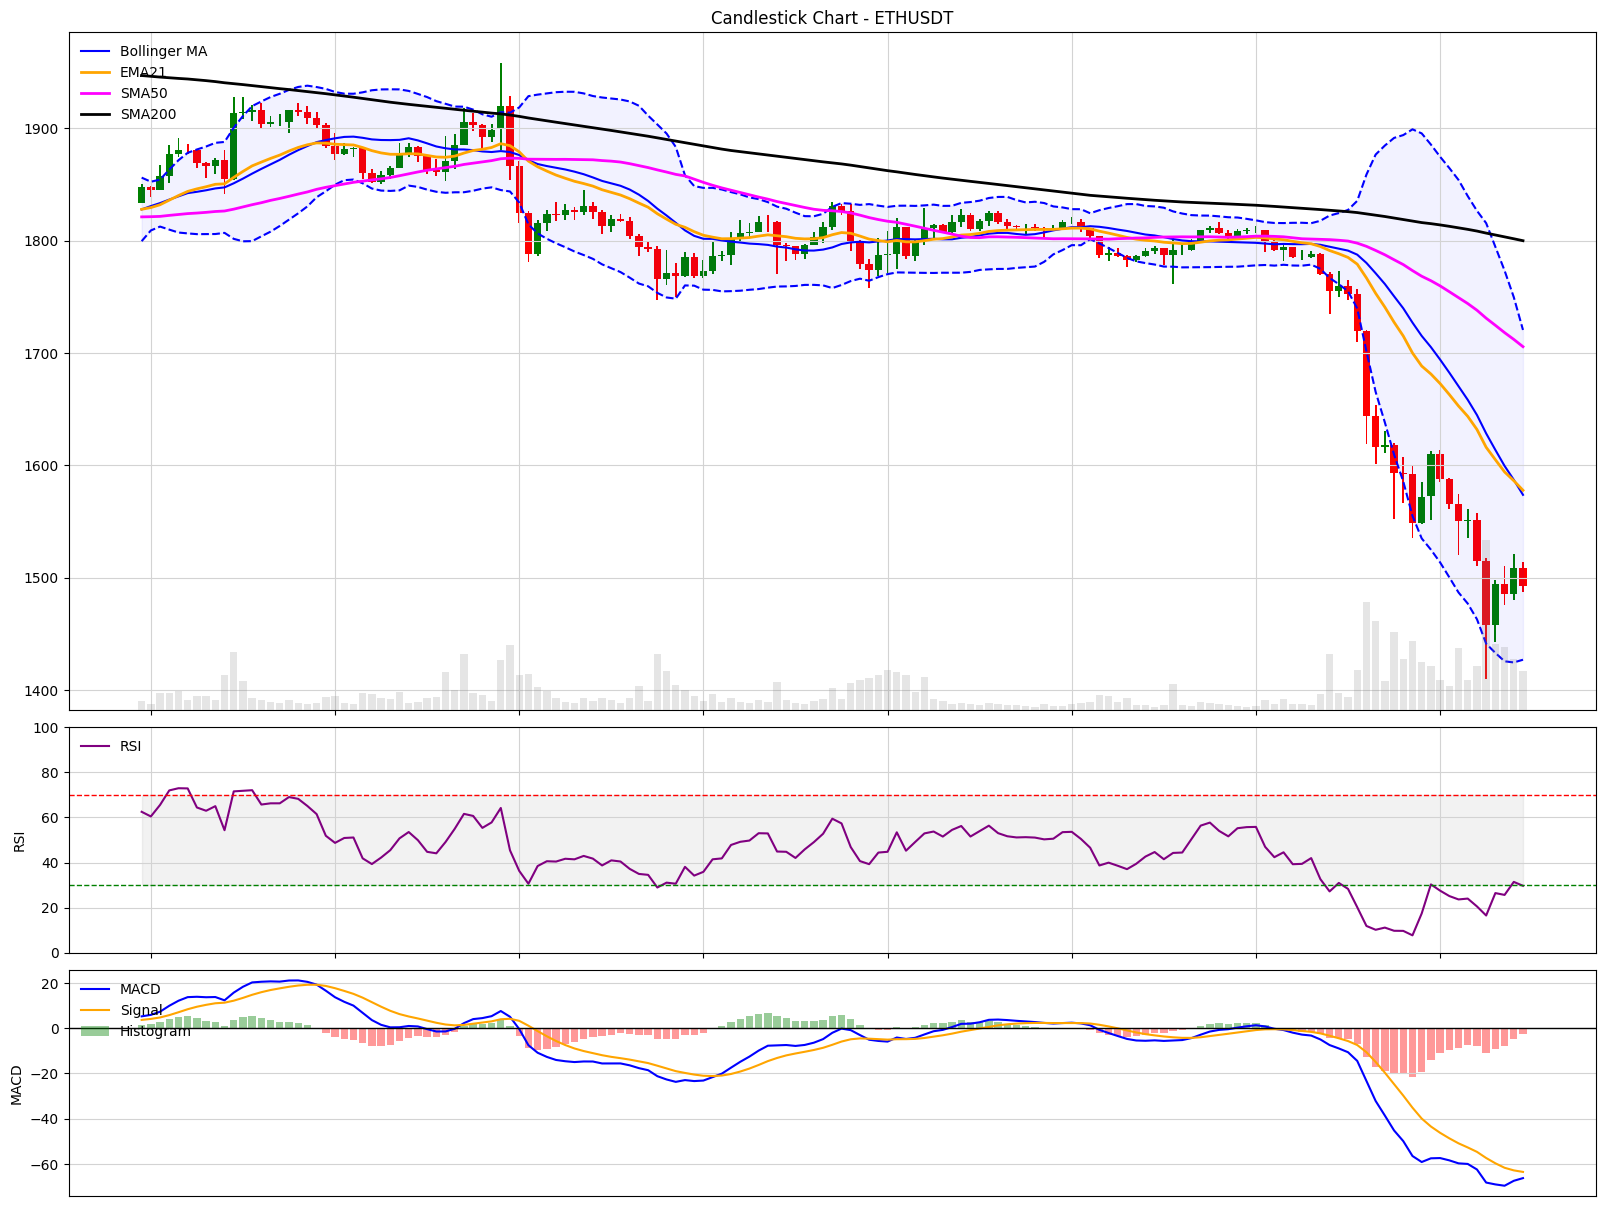 Candlestick Chart - ETHUSDT
Bollinger MA
EMA21
SMA50
SMA200
1900
1800
1700
1600
1500
1400
RSI
100
80
60
40
20
0
RSI
MACD
Signal
Histogram
20
0
−20
−40
−60
MACD